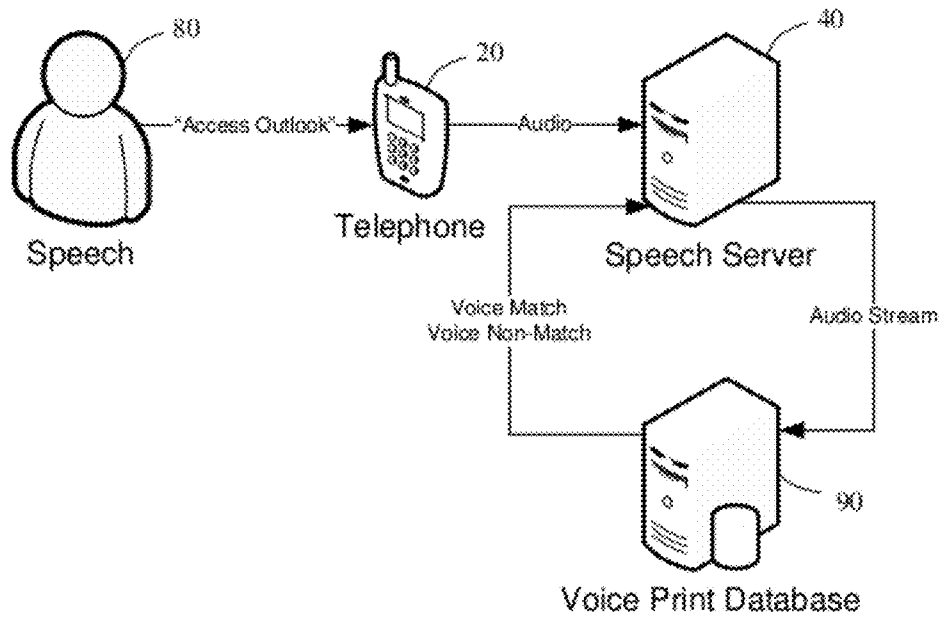 80
20
40
"Access Outlook"
Audio
Telephone
Speech
Speech Server
Voice Match
Voice Non-Match
Audio Stream
90
Voice Print Database